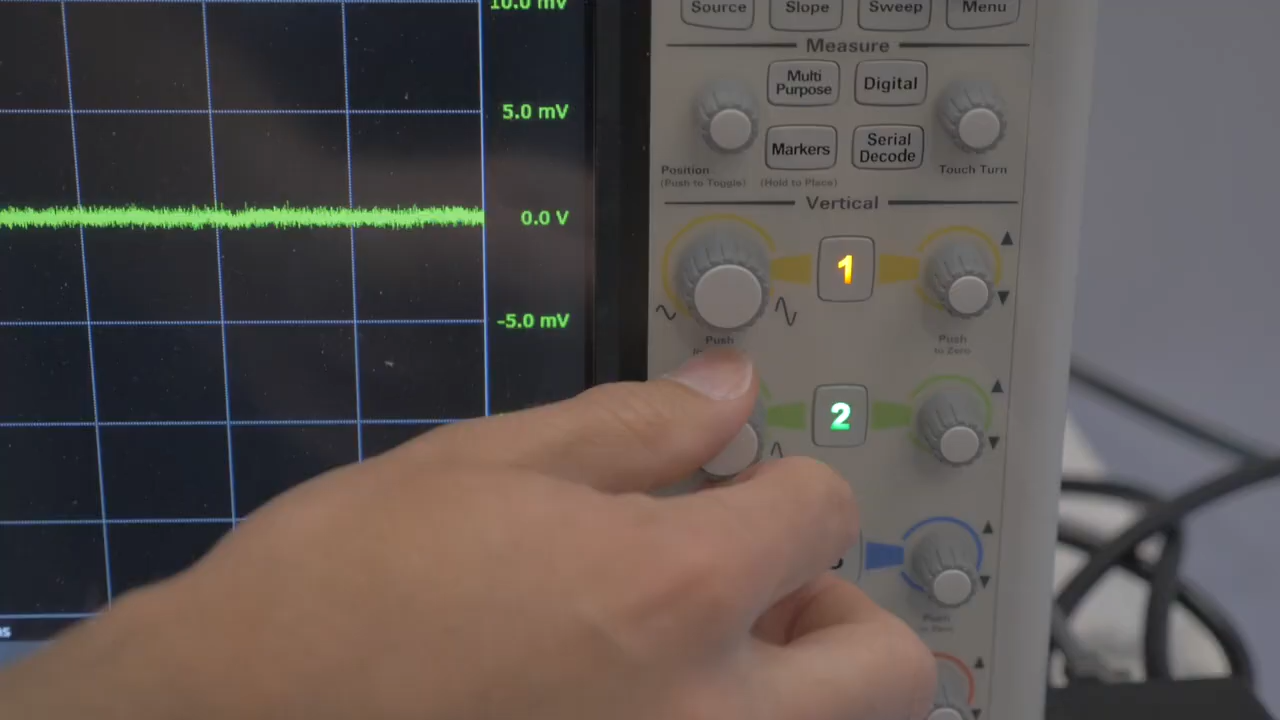 10.0 mV
5.0 mV
0.0 V
-5.0 mV
Source
Slope
Sweep
Menu
Measure
Multi
Purpose
Digital
Markers
Serial
Decode
Position
(Push to Toggle)
(Hold to Place)
Touch Turn
Vertical
1
Push
Push
to Zero
2
Push
to Zero